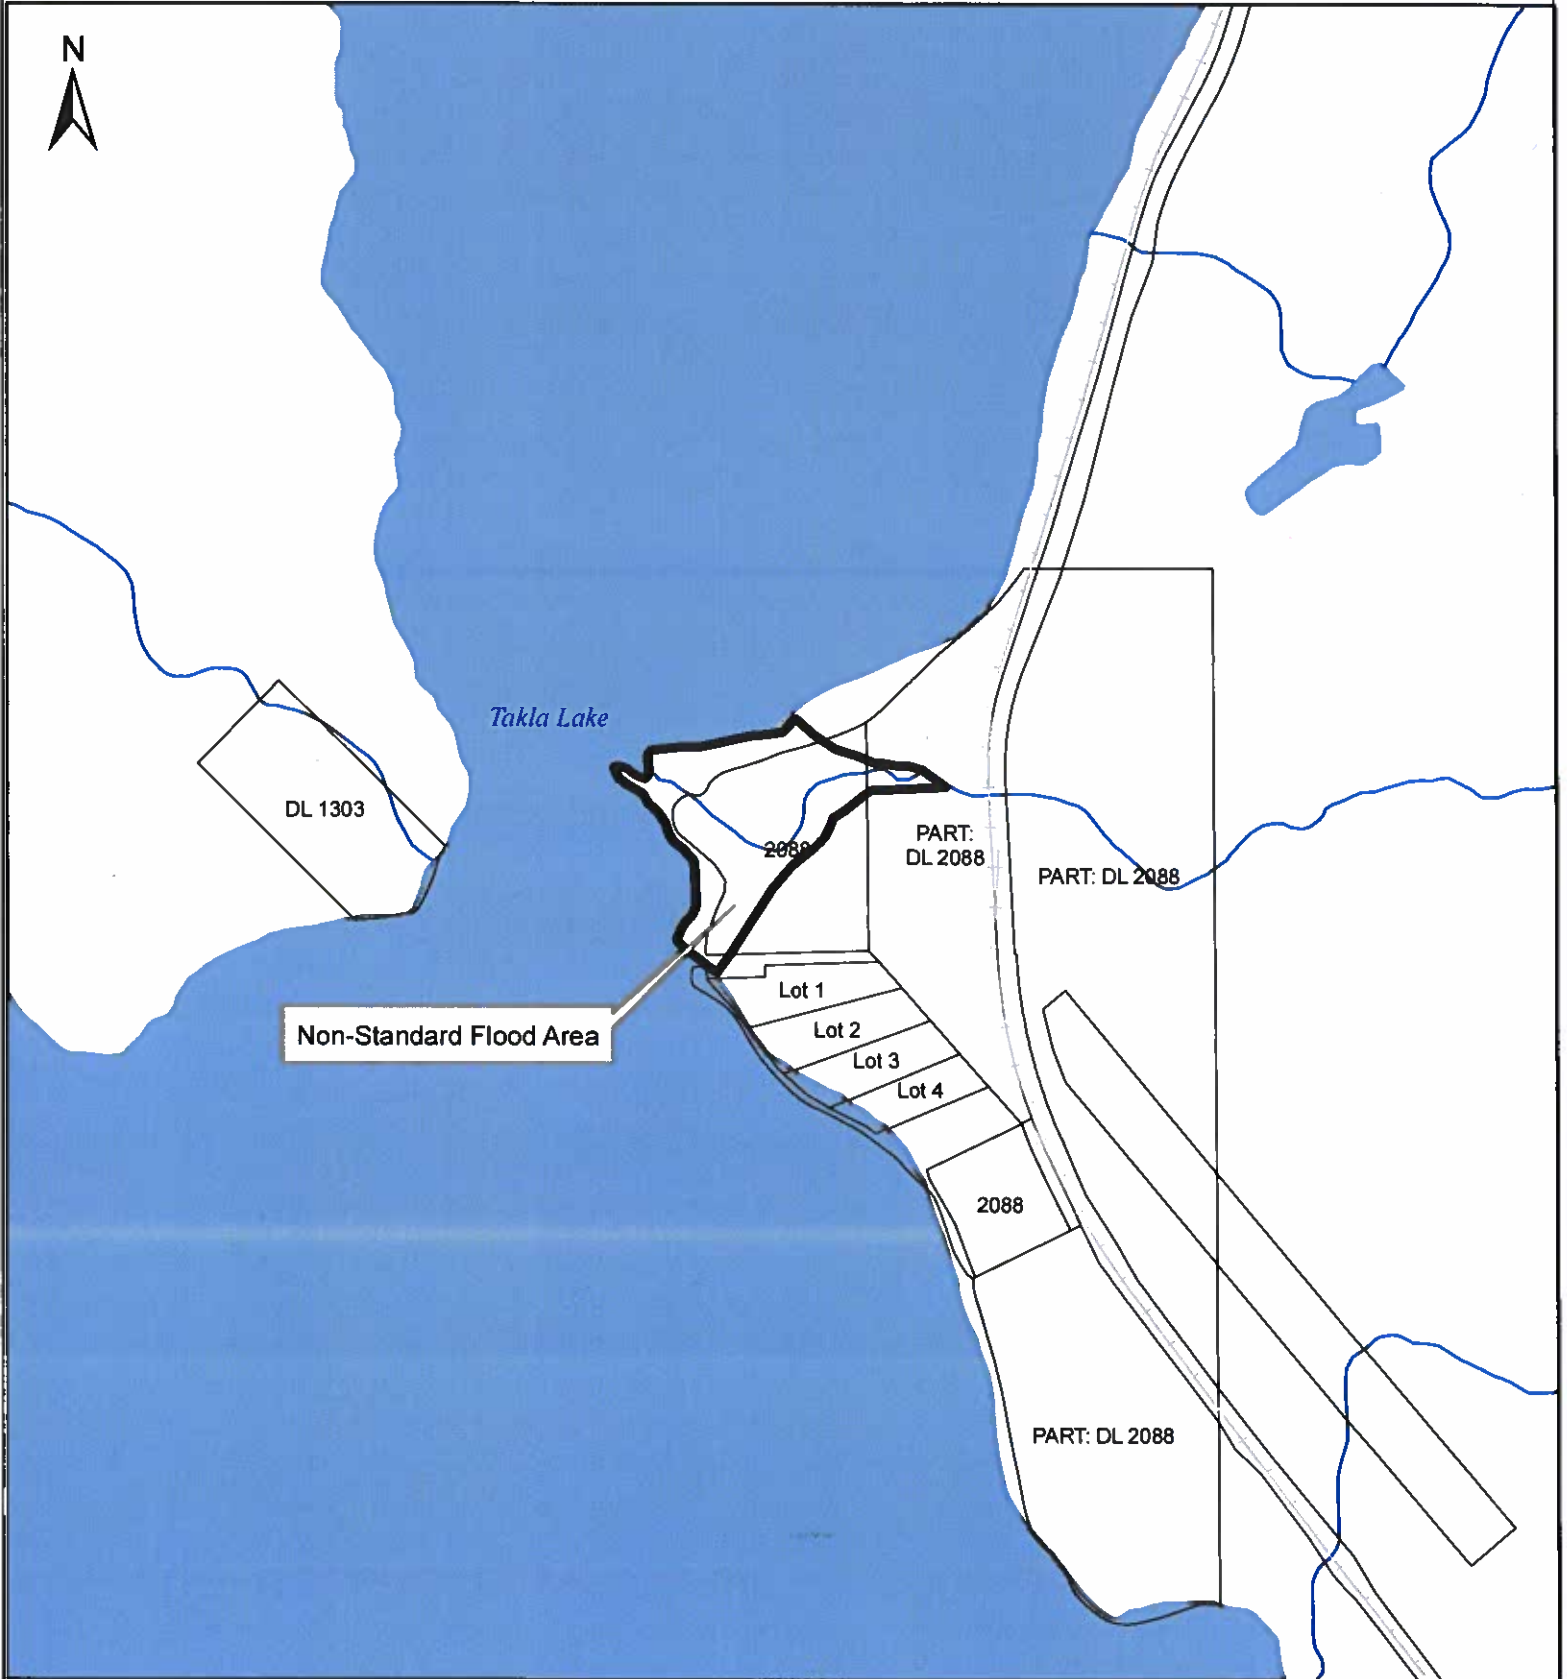 N
Takla Lake
DL 1303
2088
PART:
DL 2088
PART: DL 2088
Lot 1
Lot 2
Non-Standard Flood Area
Lot 3
Lot 4
2088
PART: DL 2088